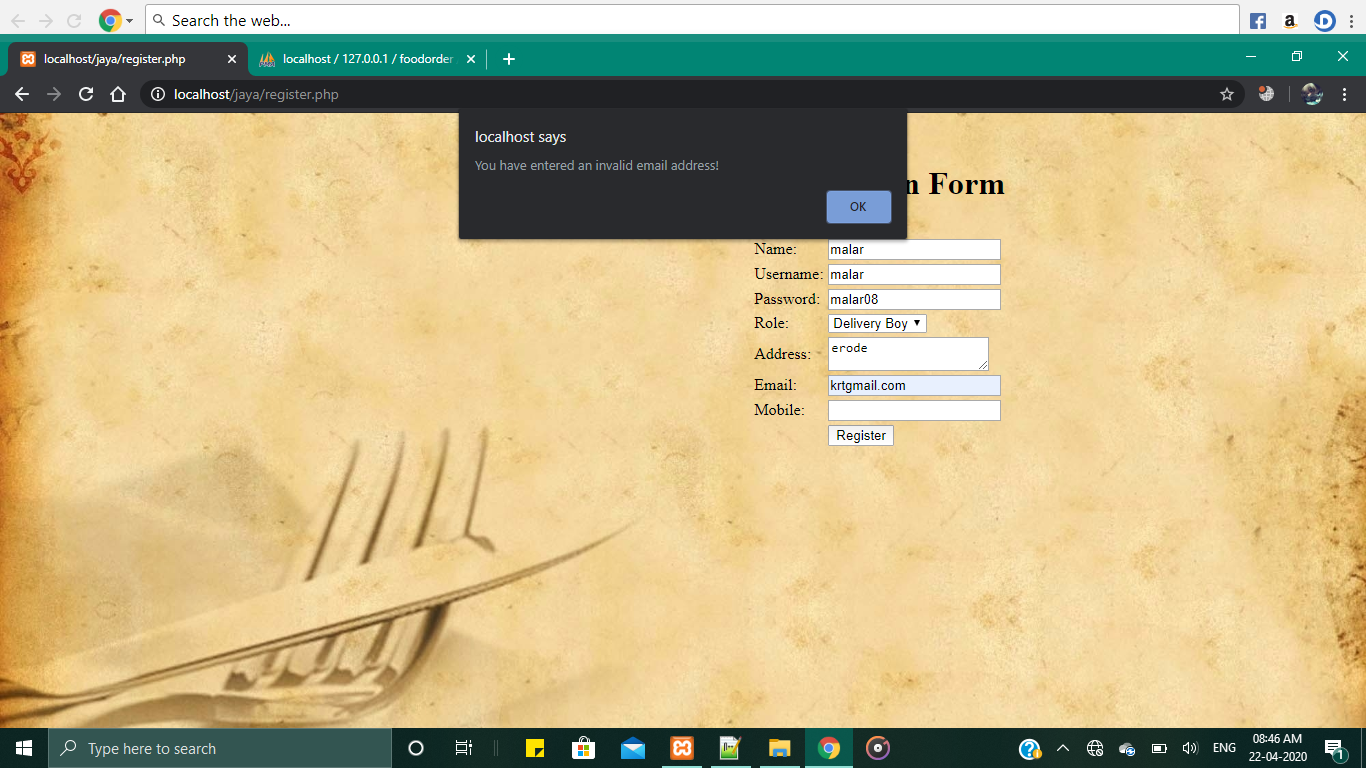 Search the web...
localhost/jaya/register.php
localhost / 127.0.0.1 / foodorder
localhost/jaya/register.php
localhost says
You have entered an invalid email address!
OK
n Form
Name: malar
Username: malar
Password: malar08
Role: Delivery Boy
Address: erode
Email: krtgmail.com
Mobile:
Register
Type here to search
ENG
08:46 AM
22-04-2020
1